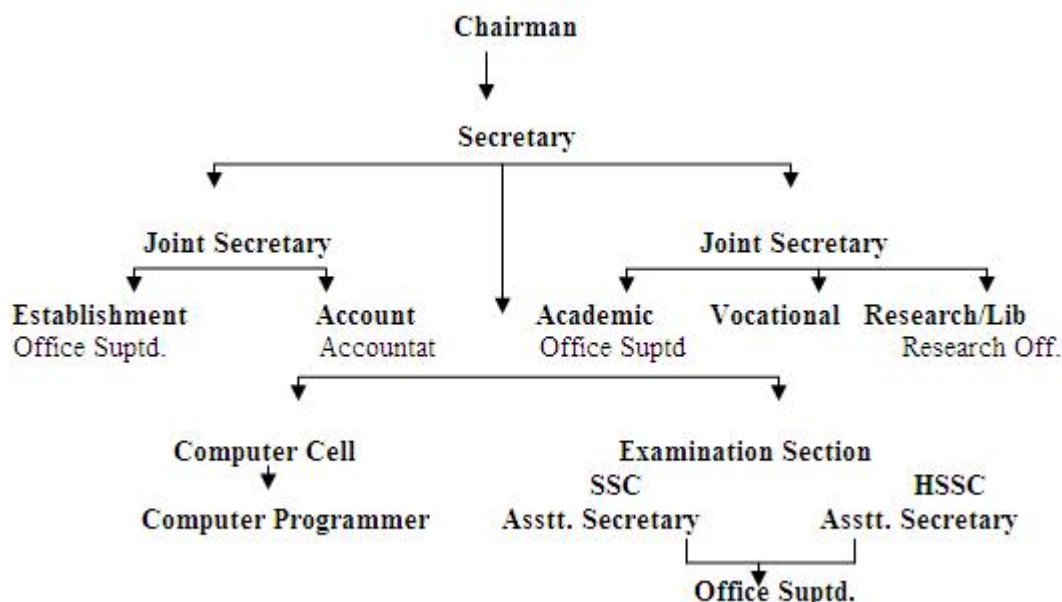 Chairman
Secretary
Joint Secretary Joint Secretary
Establishment Account Academic Vocational Research/Lib
Office Suptd. Accountat Office Suptd Research Off.
Computer Cell Examination Section
SSC HSSC
Computer Programmer Asstt. Secretary Asstt. Secretary
Office Suptd.